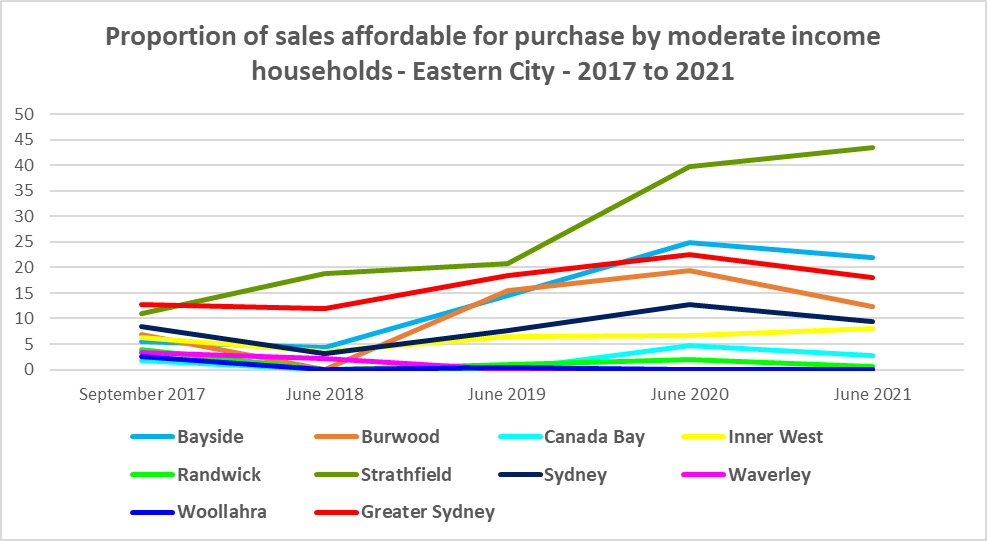 Proportion of sales affordable for purchase by moderate income
households - Eastern City - 2017 to 2021
50
45
40
35
30
25
20
15
10
5
0
September 2017 June 2018 June 2019 June 2020 June 2021
Bayside Burwood Canada Bay Inner West
Randwick Strathfield Sydney Waverley
Woollahra Greater Sydney